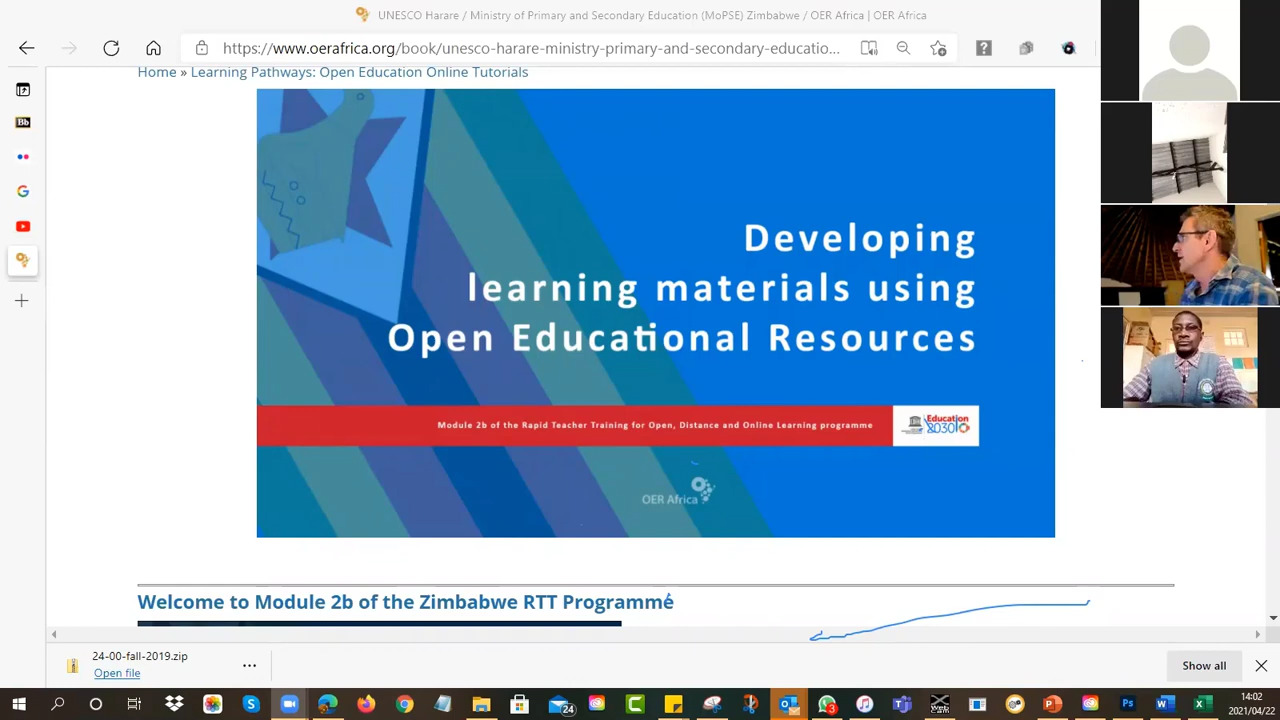 UNESCO Harare / Ministry of Primary and Secondary Education (MoPSE) Zimbabwe / OER Africa | OER Africa
https://www.oerafrica.org/book/unesco-harare-ministry-primary-and-secondary-educatio...
Home » Learning Pathways: Open Education Online Tutorials
Bb
Developing
learning materials using
Open Educational Resources
Module 2b of the Rapid Teacher Training for Open, Distance and Online Learning programme
Education
2030
OER Africa
Welcome to Module 2b of the Zimbabwe RTT Programme
24-00-fall-2019.zip
Open file
Show all
24
3
14:02
2021/04/22